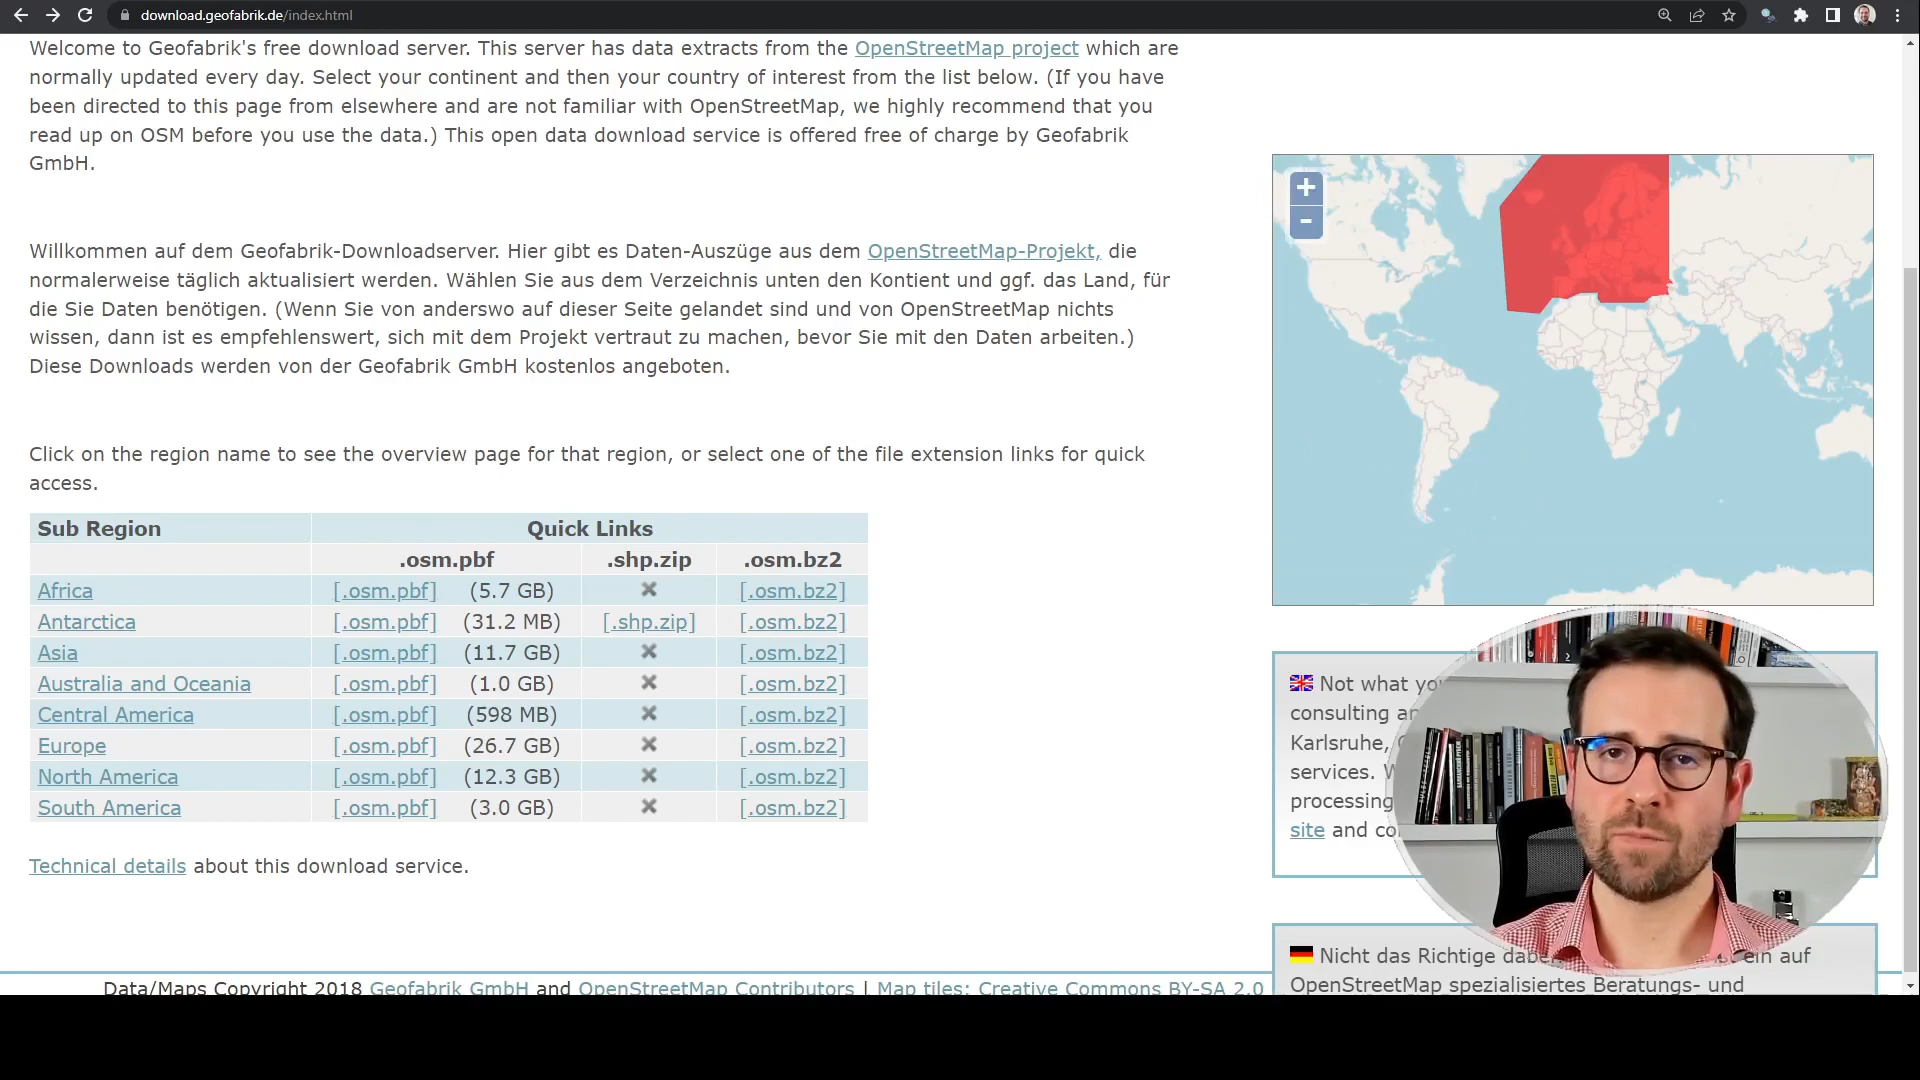 download.geofabrik.de/index.html
Welcome to Geofabrik's free download server. This server has data extracts from the OpenStreetMap project which are
normally updated every day. Select your continent and then your country of interest from the list below. (If you have
been directed to this page from elsewhere and are not familiar with OpenStreetMap, we highly recommend that you
read up on OSM before you use the data.) This open data download service is offered free of charge by Geofabrik
GmbH.
Willkommen auf dem Geofabrik-Downloadserver. Hier gibt es Daten-Auszüge aus dem OpenStreetMap-Projekt, die
normalerweise täglich aktualisiert werden. Wählen Sie aus dem Verzeichnis unten den Kontient und ggf. das Land, für
die Sie Daten benötigen. (Wenn Sie von anderswo auf dieser Seite gelandet sind und von OpenStreetMap nichts
wissen, dann ist es empfehlenswert, sich mit dem Projekt vertraut zu machen, bevor Sie mit den Daten arbeiten.)
Diese Downloads werden von der Geofabrik GmbH kostenlos angeboten.
Click on the region name to see the overview page for that region, or select one of the file extension links for quick
access.
Sub Region Quick Links
.osm.pbf .shp.zip .osm.bz2
Africa [.osm.pbf] (5.7 GB) ✖ [.osm.bz2]
Antarctica [.osm.pbf] (31.2 MB) [.shp.zip] [.osm.bz2]
Asia [.osm.pbf] (11.7 GB) ✖ [.osm.bz2]
Australia and Oceania [.osm.pbf] (1.0 GB) ✖ [.osm.bz2]
Central America [.osm.pbf] (598 MB) ✖ [.osm.bz2]
Europe [.osm.pbf] (26.7 GB) ✖ [.osm.bz2]
North America [.osm.pbf] (12.3 GB) ✖ [.osm.bz2]
South America [.osm.pbf] (3.0 GB) ✖ [.osm.bz2]
Technical details about this download service.
+
-
Not what
consulting
Karlsruhe,
services.
processing
site and
Nicht das Richtige ein auf
OpenStreetMap spezialisiertes Beratungs- und
Data/Maps Copyright 2018 Geofabrik GmbH and OpenStreetMap Contributors | Map tiles: Creative Commons BY-SA 2.0